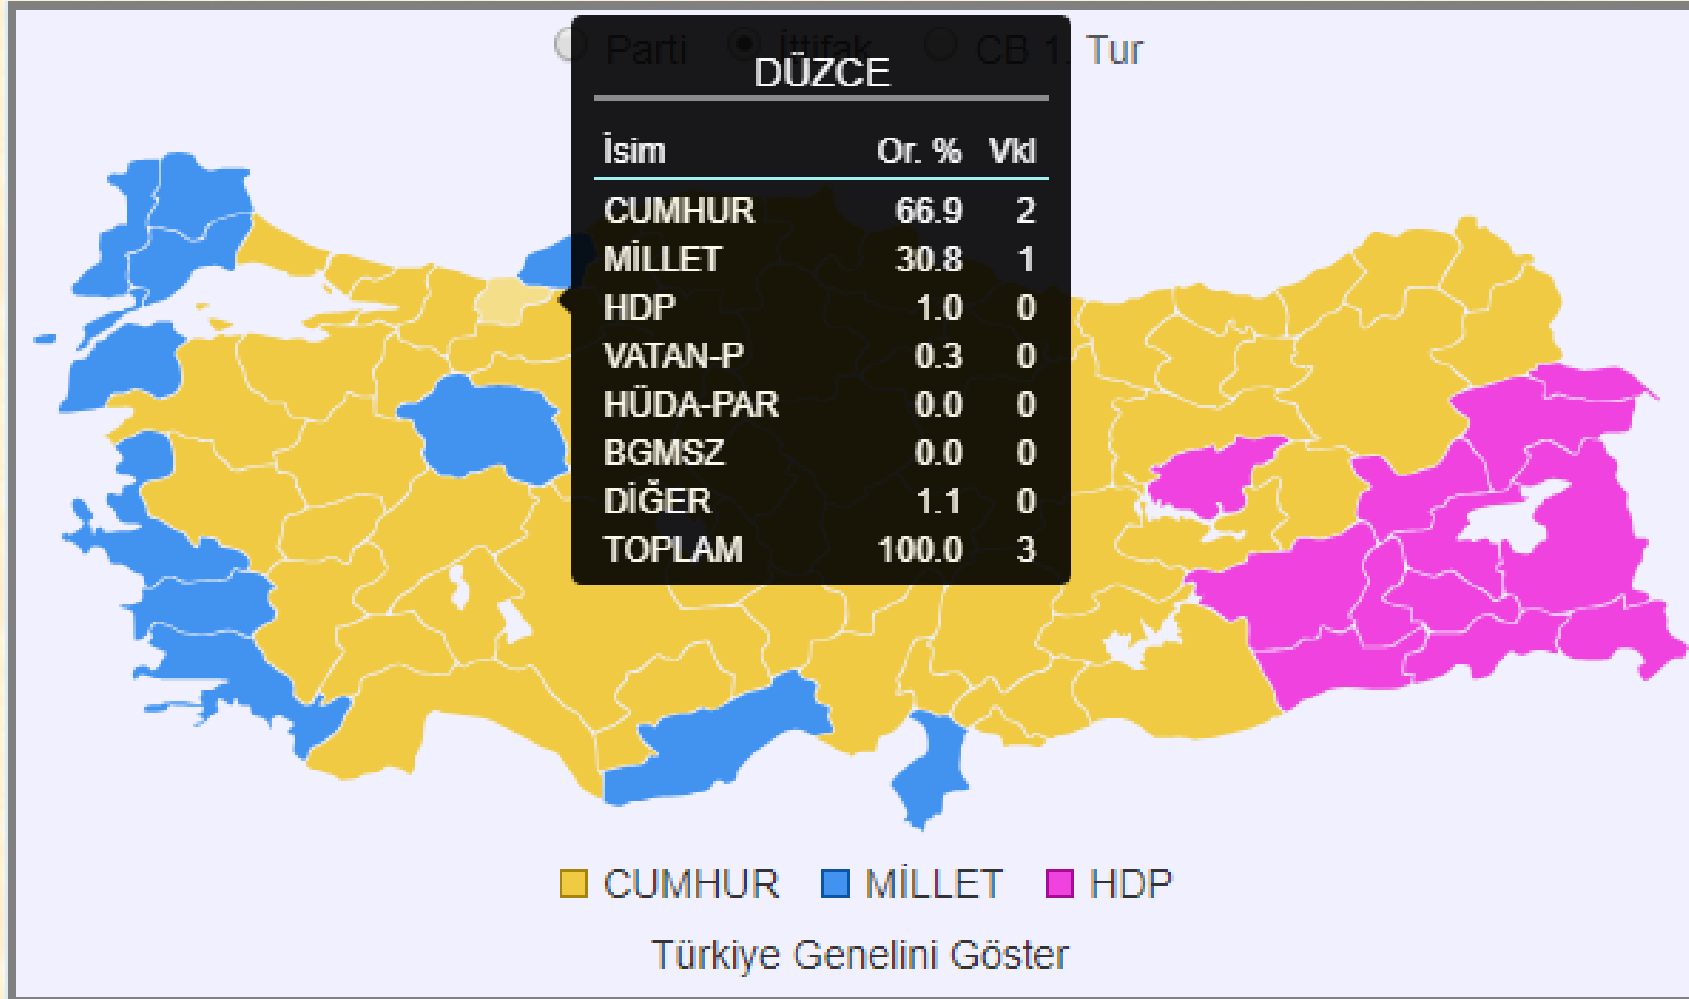 Parti İttifak CB 1. Tur
DÜZCE
İsim Or. % Vkl
CUMHUR 66.9 2
MİLLET 30.8 1
HDP 1.0 0
VATAN-P 0.3 0
HÜDA-PAR 0.0 0
BGMSZ 0.0 0
DİĞER 1.1 0
TOPLAM 100.0 3
CUMHUR MİLLET HDP
Türkiye Genelini Göster